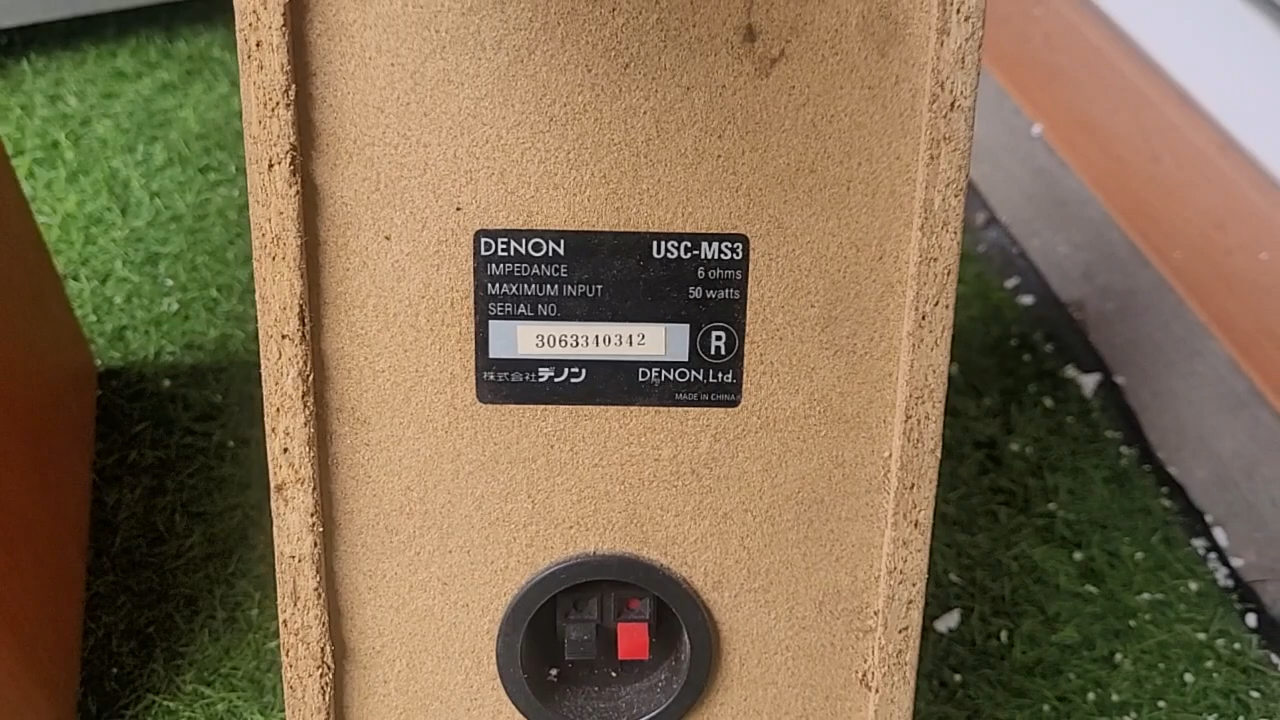 DENON USC-MS3
IMPEDANCE 6 ohms
MAXIMUM INPUT 50 watts
SERIAL NO.
3063340342 R
株式会社デノン DENON, Ltd.
MADE IN CHINA